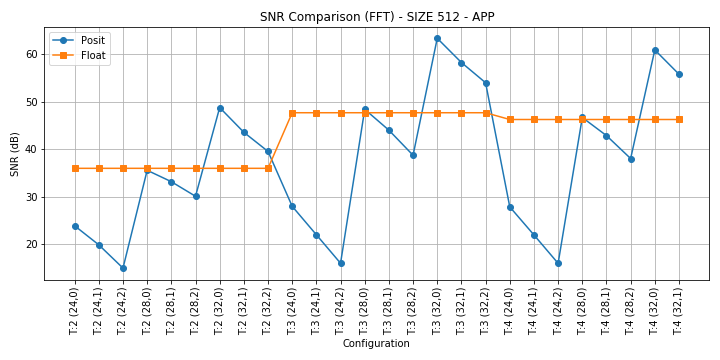 SNR Comparison (FFT) - SIZE 512 - APP
Posit
Float
SNR (dB)
60
50
40
30
20
T:2 (24,0)
T:2 (24,1)
T:2 (24,2)
T:2 (28,0)
T:2 (28,1)
T:2 (28,2)
T:2 (32,0)
T:2 (32,1)
T:2 (32,2)
T:3 (24,0)
T:3 (24,1)
T:3 (24,2)
T:3 (28,0)
T:3 (28,1)
T:3 (28,2)
T:3 (32,0)
T:3 (32,1)
T:3 (32,2)
T:4 (24,0)
T:4 (24,1)
T:4 (24,2)
T:4 (28,0)
T:4 (28,1)
T:4 (28,2)
T:4 (32,0)
T:4 (32,1)
Configuration